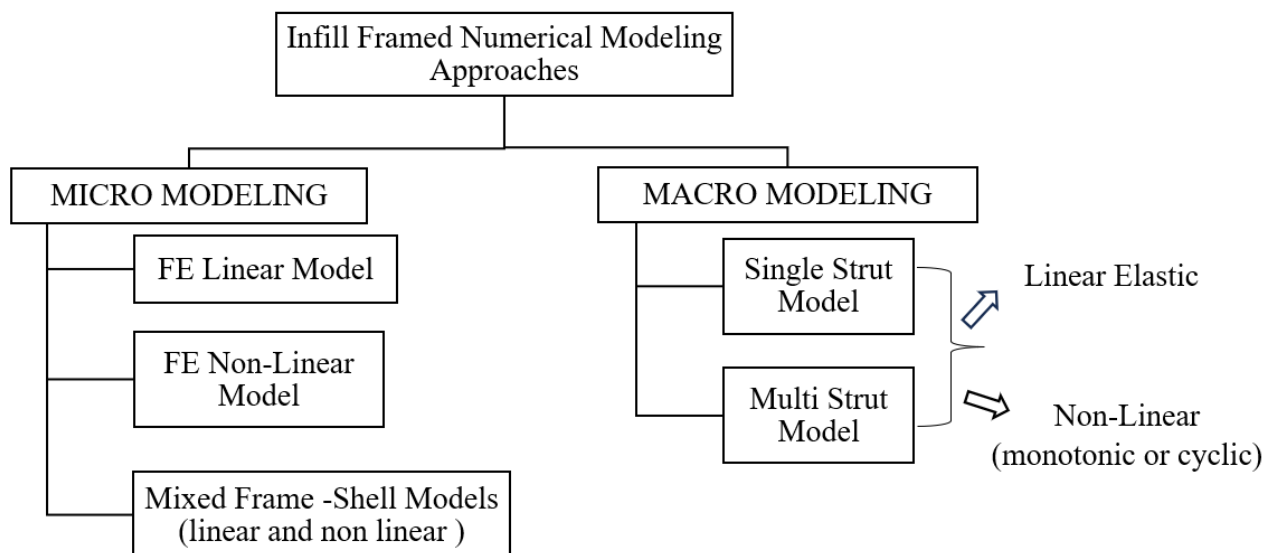 Infill Framed Numerical Modeling
Approaches
MICRO MODELING
FE Linear Model
FE Non-Linear
Model
Mixed Frame -Shell Models
(linear and non linear )
MACRO MODELING
Single Strut
Model
Multi Strut
Model
Linear Elastic
Non-Linear
(monotonic or cyclic)